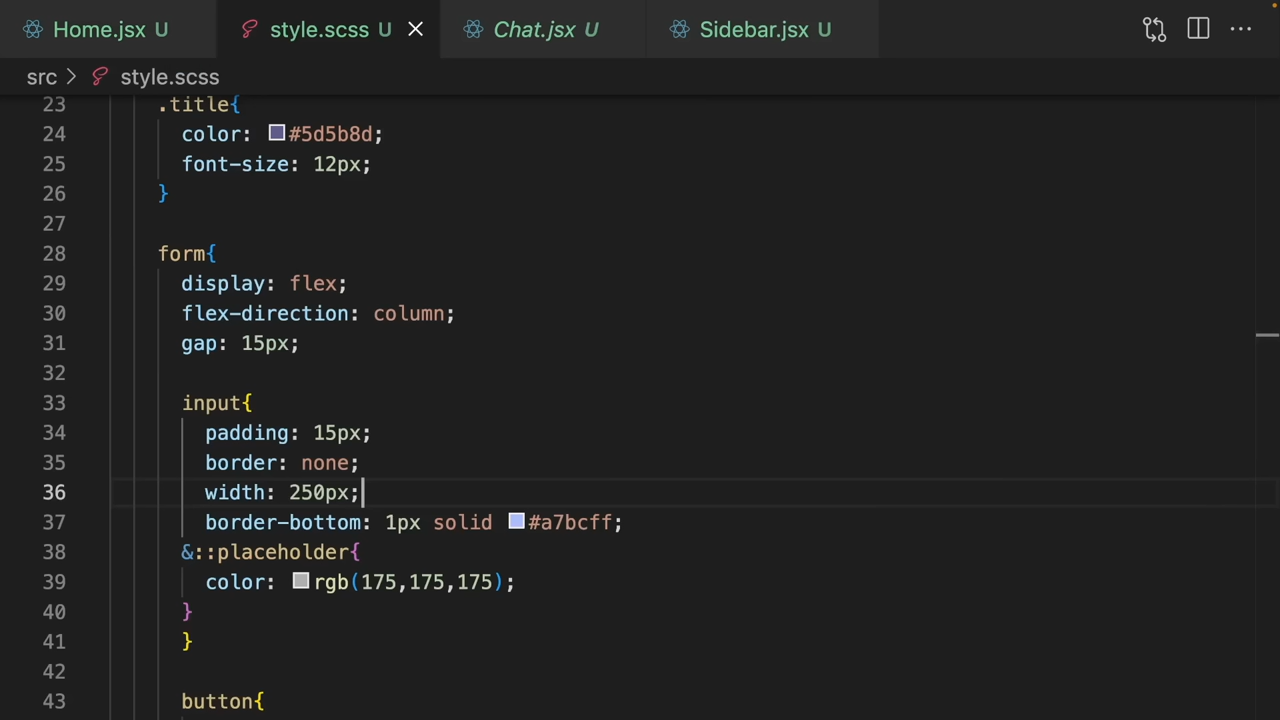 Home.jsx U style.scss U Chat.jsx U Sidebar.jsx U
src > style.scss
23 .title{
24 color: #5d5b8d;
25 font-size: 12px;
26 }
27
28 form{
29 display: flex;
30 flex-direction: column;
31 gap: 15px;
32
33 input{
34 padding: 15px;
35 border: none;
36 width: 250px;
37 border-bottom: 1px solid #a7bcff;
38 &::placeholder{
39 color: rgb(175,175,175);
40 }
41 }
42
43 button{